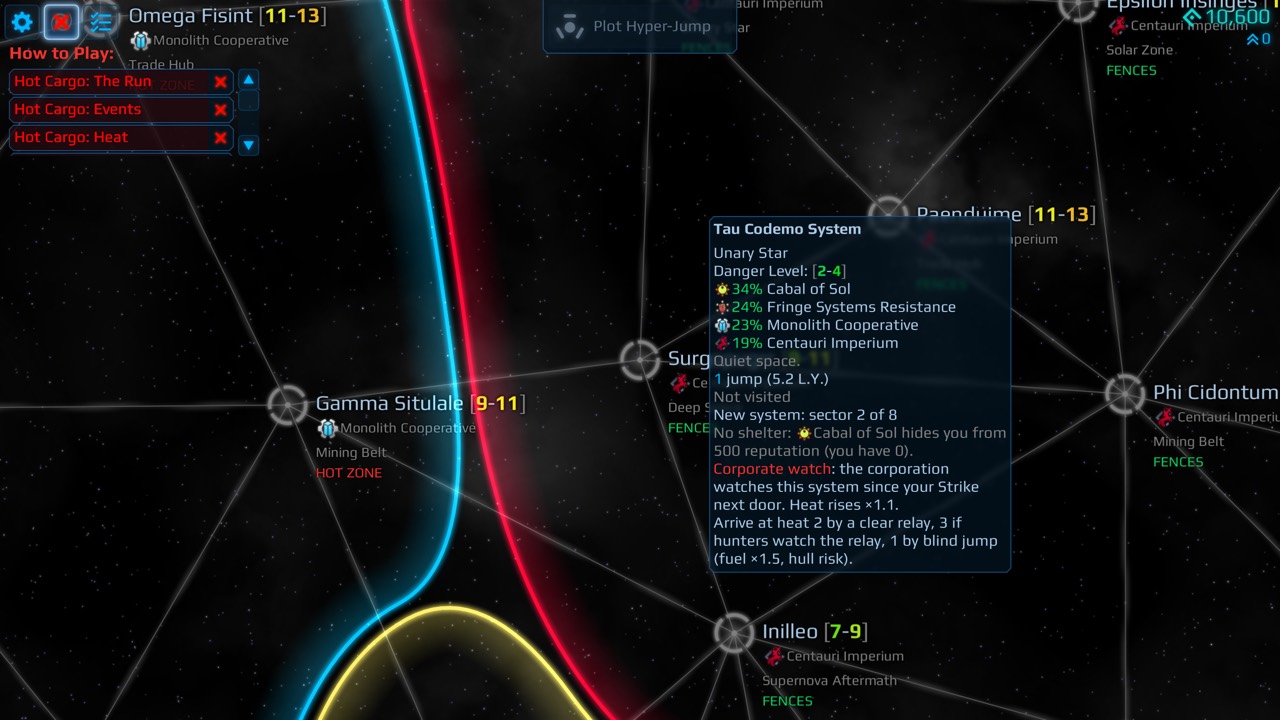 Omega Fisint [11-13]
Monolith Cooperative
Trade Hub
HOT ZONE
How to Play:
Hot Cargo: The Run
Hot Cargo: Events
Hot Cargo: Heat
Plot Hyper-Jump
Centauri Imperium
Solar Zone
FENCES
10,600
0
Paenduime [11-13]
Tau Codemo System
Unary Star
Danger Level: [2-4]
34% Cabal of Sol
24% Fringe Systems Resistance
23% Monolith Cooperative
19% Centauri Imperium
Quiet space.
1 jump (5.2 L.Y.)
Not visited
New system: sector 2 of 8
No shelter: Cabal of Sol hides you from
500 reputation (you have 0).
Corporate watch: the corporation
watches this system since your Strike
next door. Heat rises ×1.1.
Arrive at heat 2 by a clear relay, 3 if
hunters watch the relay, 1 by blind jump
(fuel ×1.5, hull risk).
Surg
Ce
Deep S
FENCE
Gamma Situlale [9-11]
Monolith Cooperative
Mining Belt
HOT ZONE
Phi Cidontum
Centauri Imperiu
Mining Belt
FENCES
Inilleo [7-9]
Centauri Imperium
Supernova Aftermath
FENCES